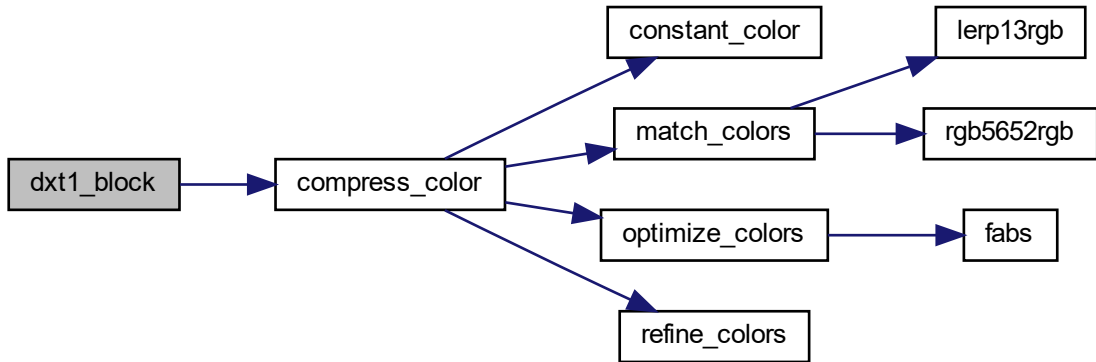 constant_color
lerp13rgb
match_colors
rgb5652rgb
dxt1_block
compress_color
optimize_colors
fabs
refine_colors